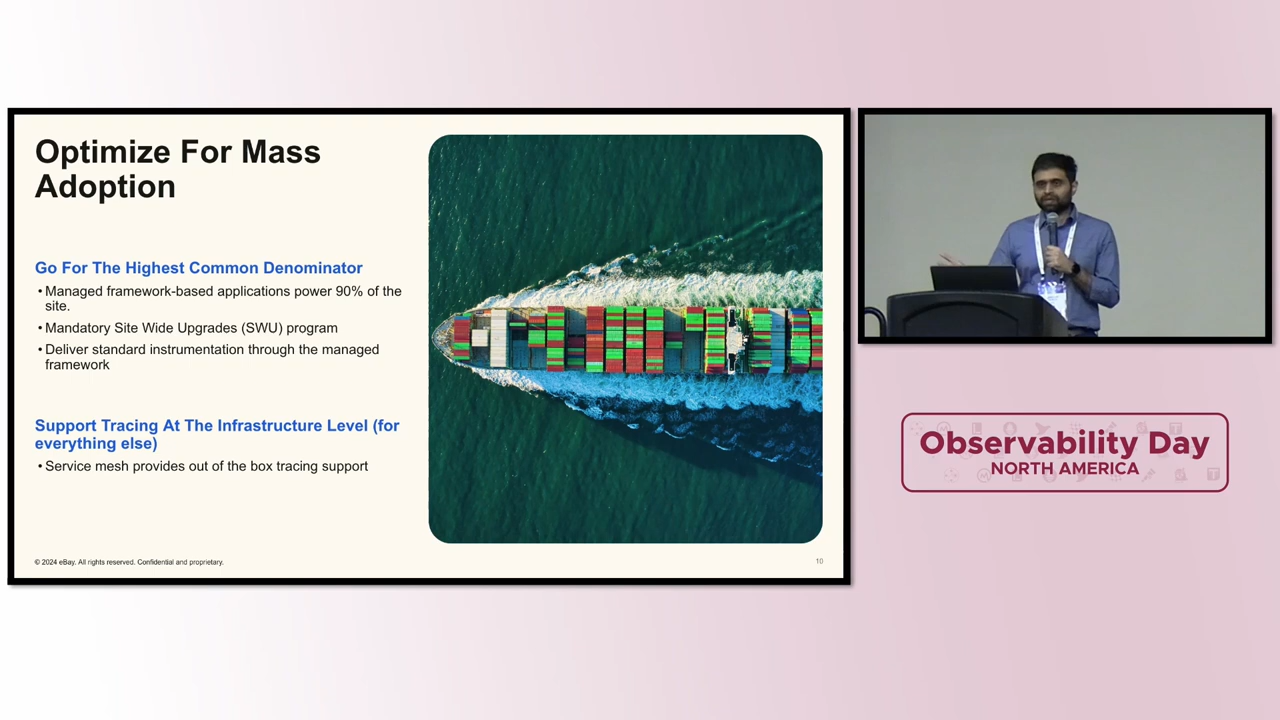 Optimize For Mass
Adoption
Go For The Highest Common Denominator
• Managed framework-based applications power 90% of the
site.
• Mandatory Site Wide Upgrades (SWU) program
• Deliver standard instrumentation through the managed
framework
Support Tracing At The Infrastructure Level (for
everything else)
• Service mesh provides out of the box tracing support
© 2024 eBay. All rights reserved. Confidential and proprietary.
10
Observability Day
NORTH AMERICA